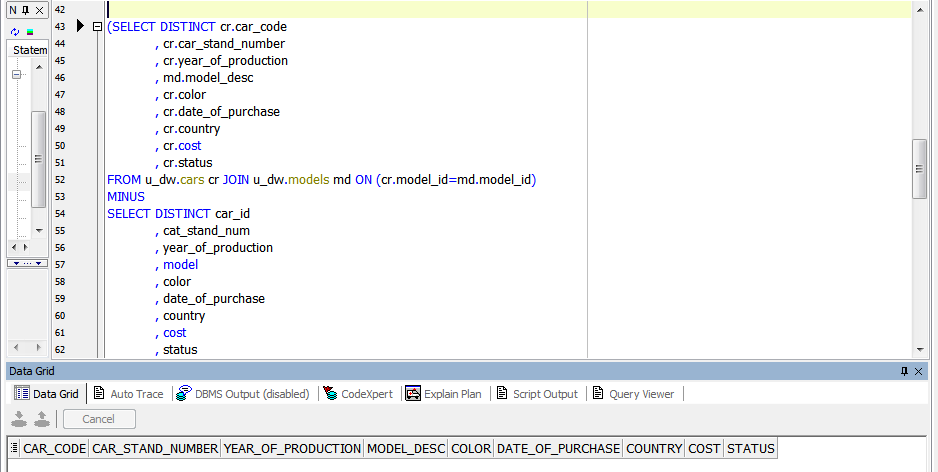 N
Statem
42
43 (SELECT DISTINCT cr.car_code
44 , cr.car_stand_number
45 , cr.year_of_production
46 , md.model_desc
47 , cr.color
48 , cr.date_of_purchase
49 , cr.country
50 , cr.cost
51 , cr.status
52 FROM u_dw.cars cr JOIN u_dw.models md ON (cr.model_id=md.model_id)
53 MINUS
54 SELECT DISTINCT car_id
55 , cat_stand_num
56 , year_of_production
57 , model
58 , color
59 , date_of_purchase
60 , country
61 , cost
62 , status
Data Grid
Data Grid Auto Trace DBMS Output (disabled) CodeXpert Explain Plan Script Output Query Viewer
Cancel
CAR_CODE CAR_STAND_NUMBER YEAR_OF_PRODUCTION MODEL_DESC COLOR DATE_OF_PURCHASE COUNTRY COST STATUS